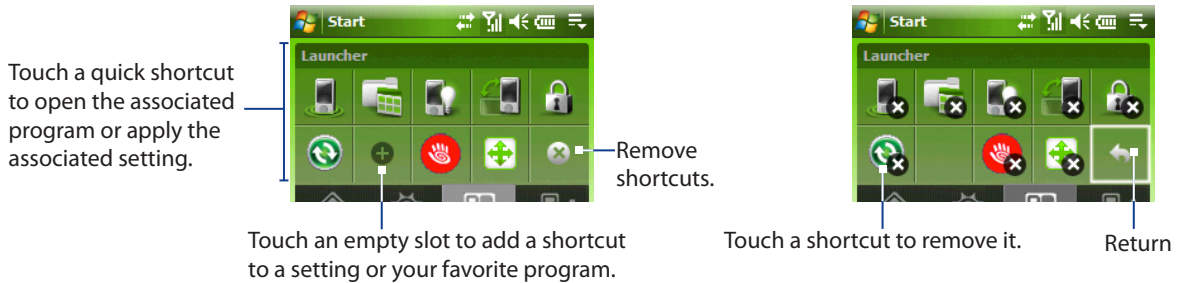 Start
Launcher
Touch a quick shortcut
to open the associated
program or apply the
associated setting.
Remove
shortcuts.
Touch an empty slot to add a shortcut
to a setting or your favorite program.
Start
Launcher
Touch a shortcut to remove it.
Return